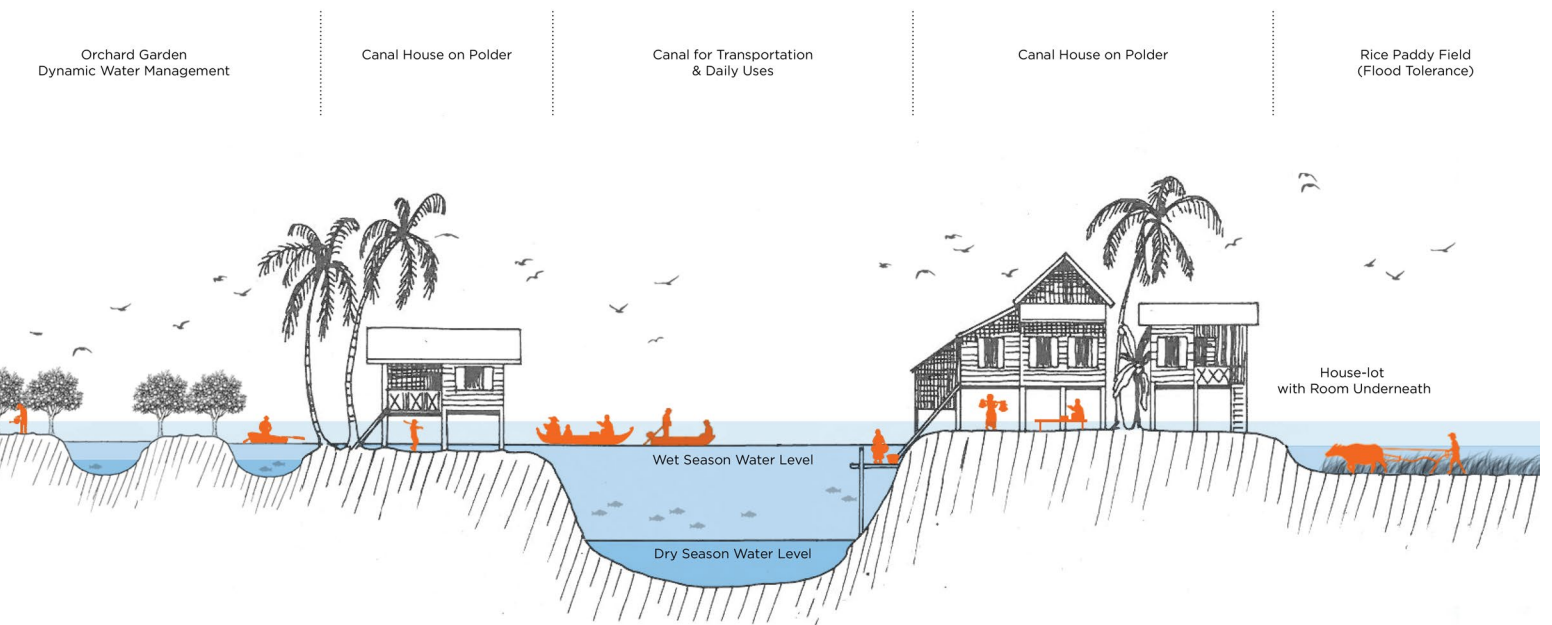 Orchard Garden
Dynamic Water Management
Canal House on Polder
Canal for Transportation
& Daily Uses
Canal House on Polder
Rice Paddy Field
(Flood Tolerance)
House-lot
with Room Underneath
Wet Season Water Level
Dry Season Water Level